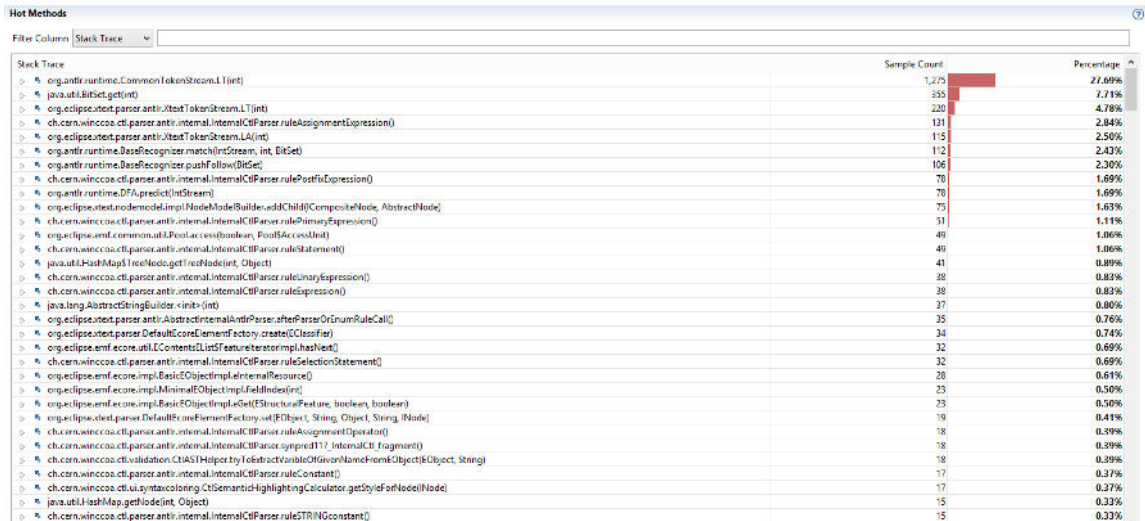 Hot Methods
Filter Column Stack Trace
Stack Trace Sample Count Percentage
org.antlr.runtime.CommonTokenStream.LT(int) 1,275 27.69%
java.util.BitSet.get(int) 355 7.71%
org.eclipse.xtext.parser.antlr.XtextTokenStream.LT(int) 220 4.78%
ch.cern.winccoa.ctl.parser.antlr.internal.InternalCtlParser.ruleAssignmentExpression() 131 2.84%
org.eclipse.xtext.parser.antlr.XtextTokenStream.LA(int) 115 2.50%
org.antlr.runtime.BaseRecognizer.match(IntStream, int, BitSet) 112 2.43%
org.antlr.runtime.BaseRecognizer.pushFollow(BitSet) 106 2.30%
ch.cern.winccoa.ctl.parser.antlr.internal.InternalCtlParser.rulePostfixExpression() 78 1.69%
org.antlr.runtime.DFA.predict(IntStream) 78 1.69%
org.eclipse.xtext.nodemodel.impl.NodeModelBuilder.addChild(ICompositeNode, AbstractNode) 75 1.63%
ch.cern.winccoa.ctl.parser.antlr.internal.InternalCtlParser.rulePrimaryExpression() 51 1.11%
org.eclipse.emf.common.util.Pool.access(boolean, Pool$AccessUnit) 49 1.06%
ch.cern.winccoa.ctl.parser.antlr.internal.InternalCtlParser.ruleStatement() 49 1.06%
java.util.HashMap$TreeNode.getTreeNode(int, Object) 41 0.89%
ch.cern.winccoa.ctl.parser.antlr.internal.InternalCtlParser.ruleUnaryExpression() 38 0.83%
ch.cern.winccoa.ctl.parser.antlr.internal.InternalCtlParser.ruleExpression() 38 0.83%
java.lang.AbstractStringBuilder.<init>(int) 37 0.80%
org.eclipse.xtext.parser.antlr.AbstractInternalAntlrParser.afterParserOrEnumRuleCall() 35 0.76%
org.eclipse.xtext.parser.DefaultEcoreElementFactory.create(EClassifier) 34 0.74%
org.eclipse.emf.ecore.util.EContentsEList$FeatureIteratorImpl.hasNext() 32 0.69%
ch.cern.winccoa.ctl.parser.antlr.internal.InternalCtlParser.ruleSelectionStatement() 32 0.69%
org.eclipse.emf.ecore.impl.BasicEObjectImpl.eInternalResource() 28 0.61%
org.eclipse.emf.ecore.impl.MinimalEObjectImpl.fieldIndex(int) 23 0.50%
org.eclipse.emf.ecore.impl.BasicEObjectImpl.eGet(EStructuralFeature, boolean, boolean) 23 0.50%
org.eclipse.xtext.parser.DefaultEcoreElementFactory.set(EObject, String, Object, String, INode) 19 0.41%
ch.cern.winccoa.ctl.parser.antlr.internal.InternalCtlParser.ruleAssignmentOperator() 18 0.39%
ch.cern.winccoa.ctl.parser.antlr.internal.InternalCtlParser.synpred117_InternalCtl_fragment() 18 0.39%
ch.cern.winccoa.ctl.validation.CtlASTHelper.tryToExtractVaribleOfGivenNameFromEObject(EObject, String) 18 0.39%
ch.cern.winccoa.ctl.parser.antlr.internal.InternalCtlParser.ruleConstant() 17 0.37%
ch.cern.winccoa.ctl.ui.syntaxcoloring.CtlSemanticHighlightingCalculator.getStyleForNode(INode) 17 0.37%
java.util.HashMap.getNode(int, Object) 15 0.33%
ch.cern.winccoa.ctl.parser.antlr.internal.InternalCtlParser.ruleSTRINGconstant() 15 0.33%